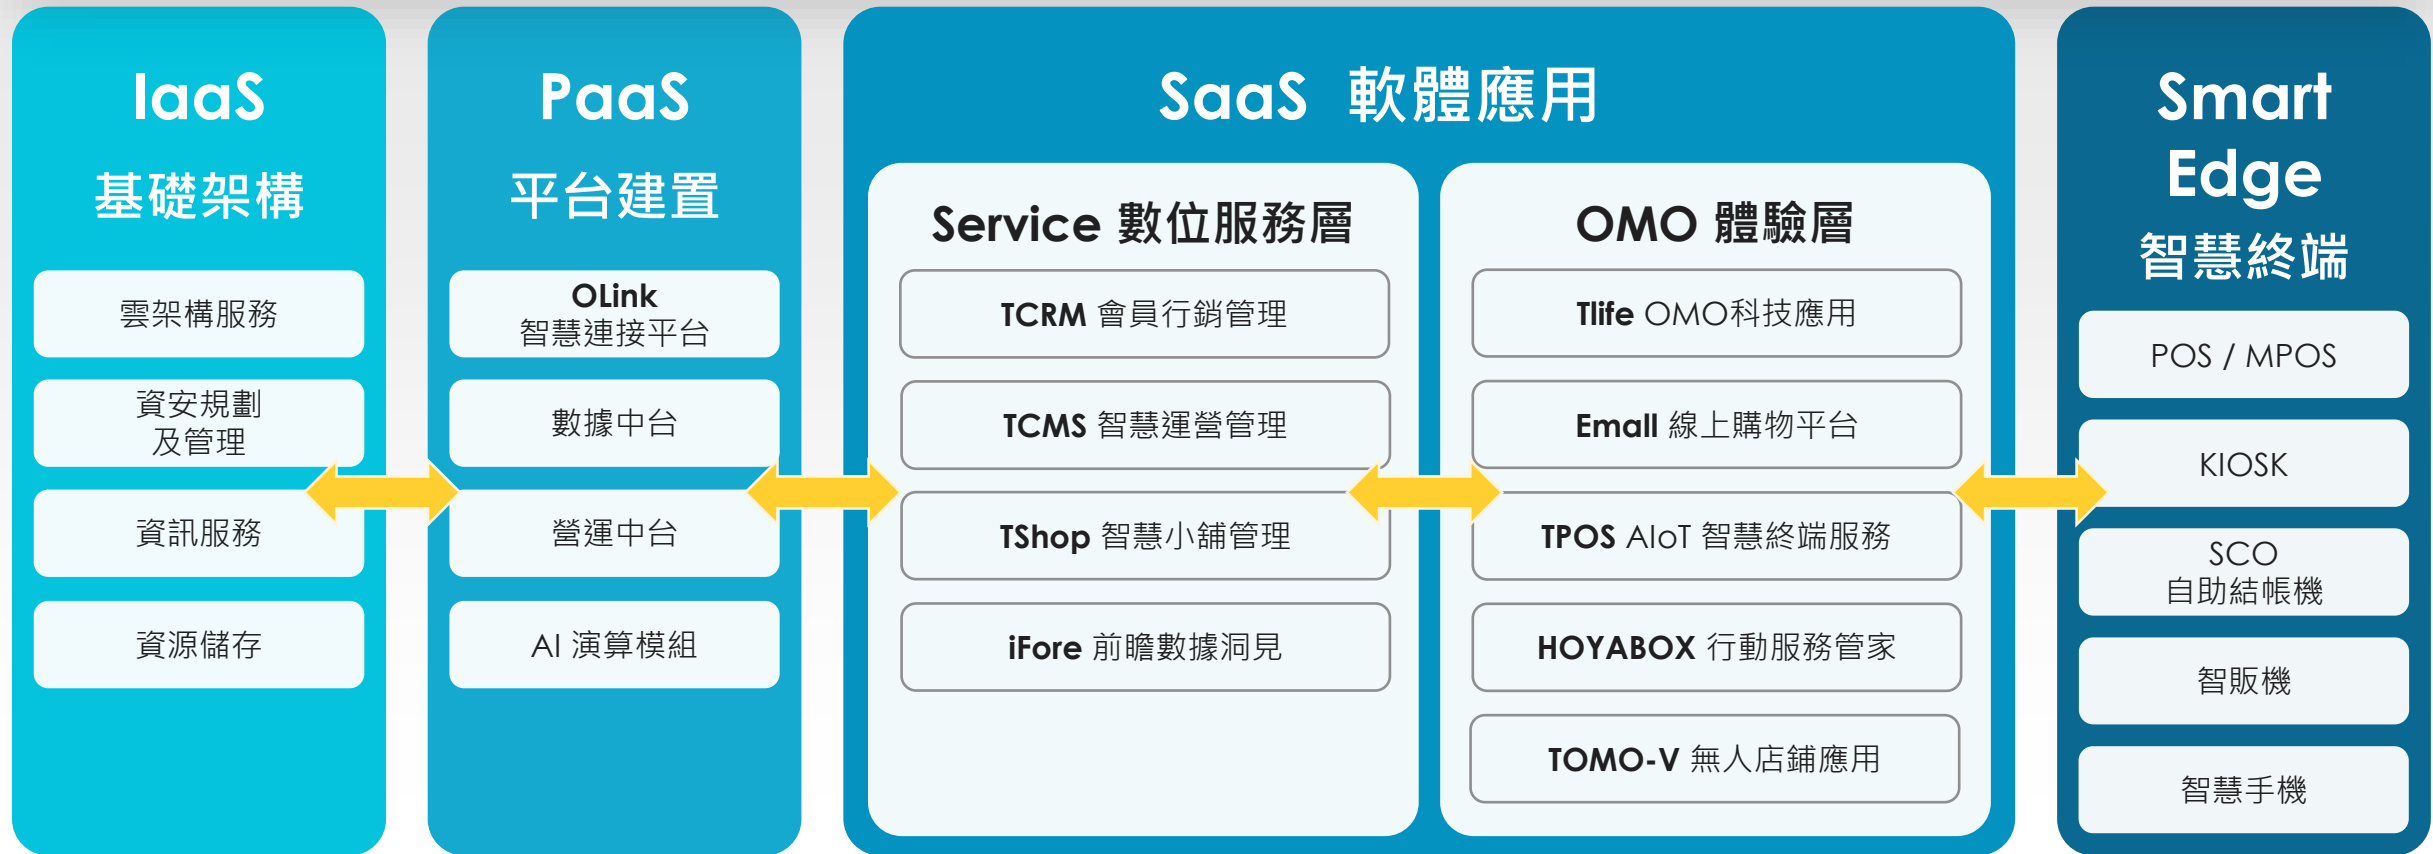 IaaS
基礎架構
雲架構服務
資安規劃
及管理
資訊服務
資源儲存
PaaS
平台建置
OLink
智慧連接平台
數據中台
營運中台
AI 演算模組
SaaS 軟體應用
Service 數位服務層
TCRM 會員行銷管理
TCMS 智慧運營管理
TShop 智慧小舖管理
iFore 前瞻數據洞見
OMO 體驗層
Tlife OMO科技應用
Emall 線上購物平台
TPOS AIoT 智慧終端服務
HOYABOX 行動服務管家
TOMO-V 無人店鋪應用
Smart
Edge
智慧終端
POS / MPOS
KIOSK
SCO
自助結帳機
智販機
智慧手機